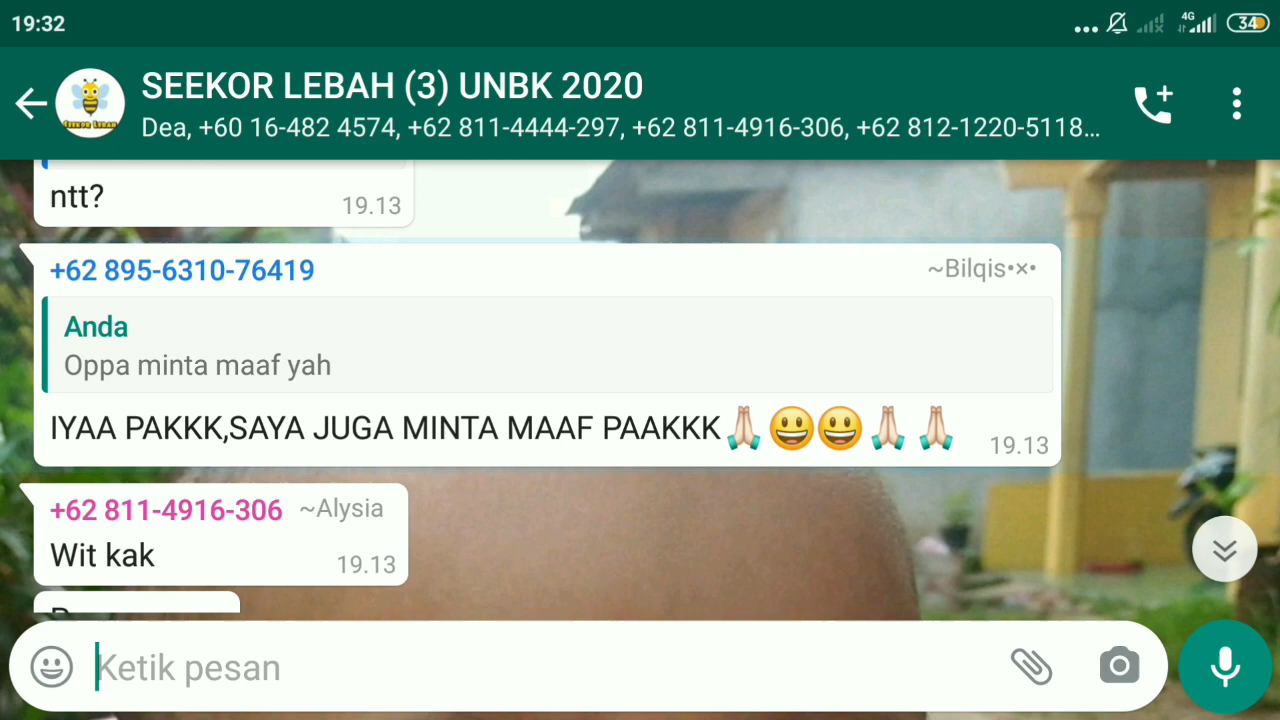 19:32
4G
34
SEEKOR LEBAH (3) UNBK 2020
Dea, +60 16-482 4574, +62 811-4444-297, +62 811-4916-306, +62 812-1220-5118...
SEEKOR LEBAH
ntt?
19.13
+62 895-6310-76419
~Bilqis•×•
Anda
Oppa minta maaf yah
IYAA PAKKK,SAYA JUGA MINTA MAAF PAAKKK🙏🏻😃😃🙏🏻🙏🏻
19.13
+62 811-4916-306 ~Alysia
Wit kak
19.13
Ketik pesan